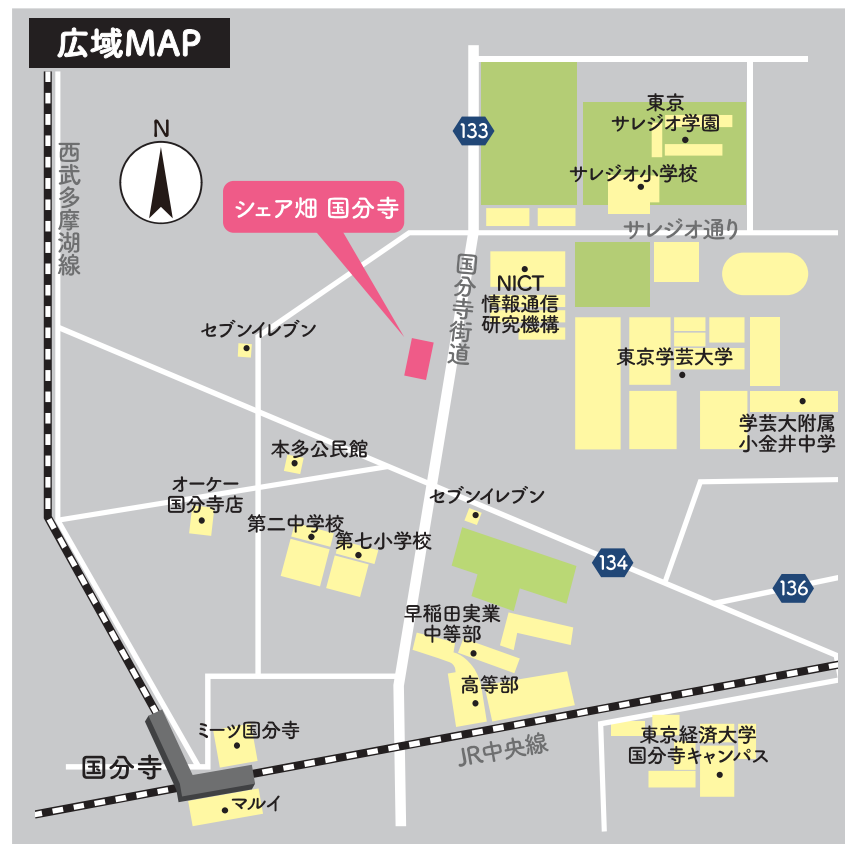 広域MAP
N
西武多摩湖線
133
東京
サレジオ学園
サレジオ小学校
シェア畑 国分寺
サレジオ通り
国分寺街道
NICT
情報通信
研究機構
セブンイレブン
東京学芸大学
学芸大附属
小金井中学
本多公民館
オーケー
国分寺店
セブンイレブン
第二中学校
第七小学校
134
136
早稲田実業
中等部
高等部
ミーツ国分寺
国分寺
マルイ
JR中央線
東京経済大学
国分寺キャンパス